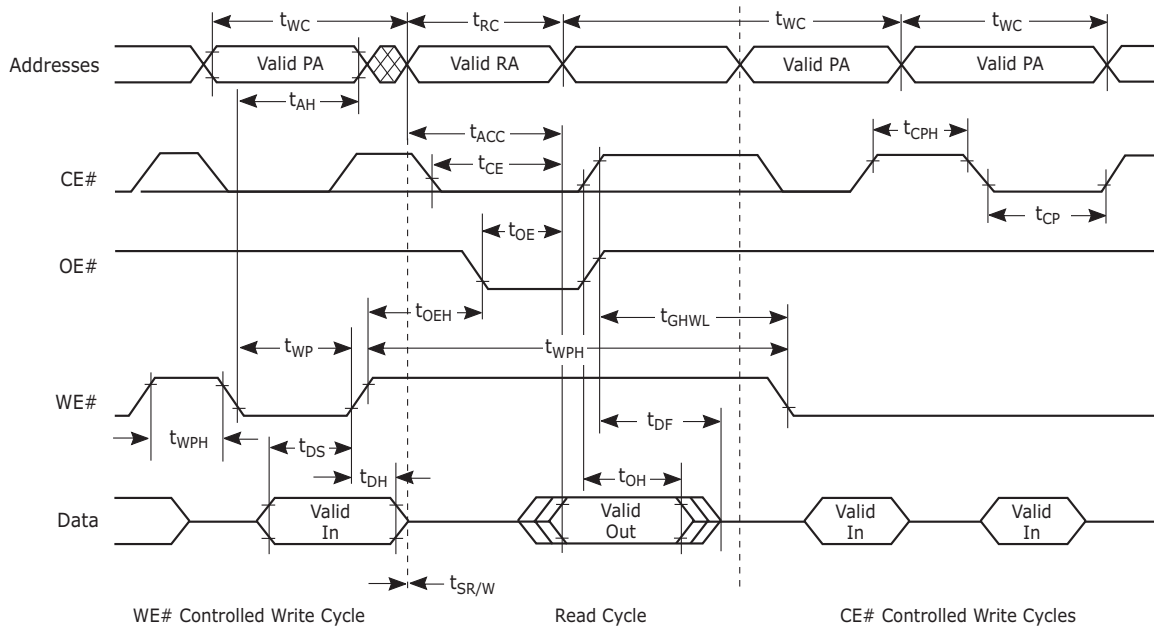 tWC
tRC
tWC
tWC
Addresses
Valid PA
Valid RA
Valid PA
Valid PA
tAH
tACC
tCPH
CE#
tCE
tCP
OE#
tOE
tOEH
tGHWL
tWP
tWPH
WE#
tWPH
tDS
tDF
tDH
tOH
Data
Valid
In
Valid
Out
Valid
In
Valid
In
tSR/W
WE# Controlled Write Cycle
Read Cycle
CE# Controlled Write Cycles